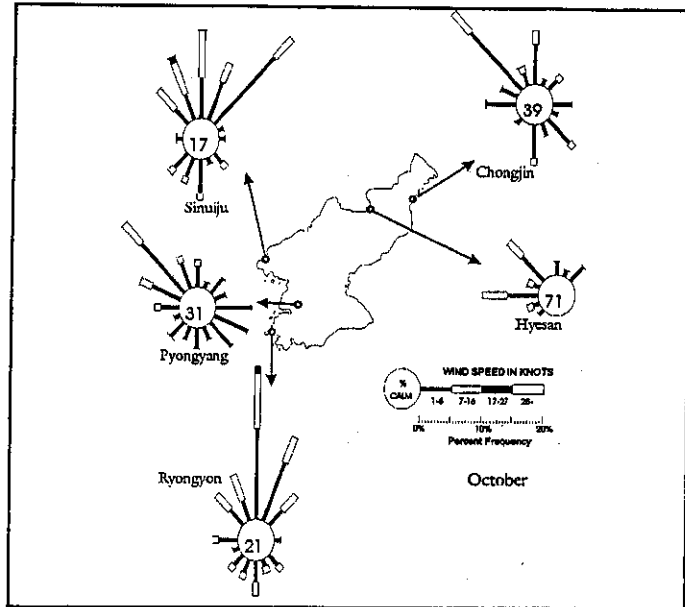 17
Sinuiju
39
Chongjin
31
Pyongyang
71
Hyesan
WIND SPEED IN KNOTS
%
CALM
1-6 7-16 17-27 28+
0% 10% 20%
Percent Frequency
Ryongyon
October
21